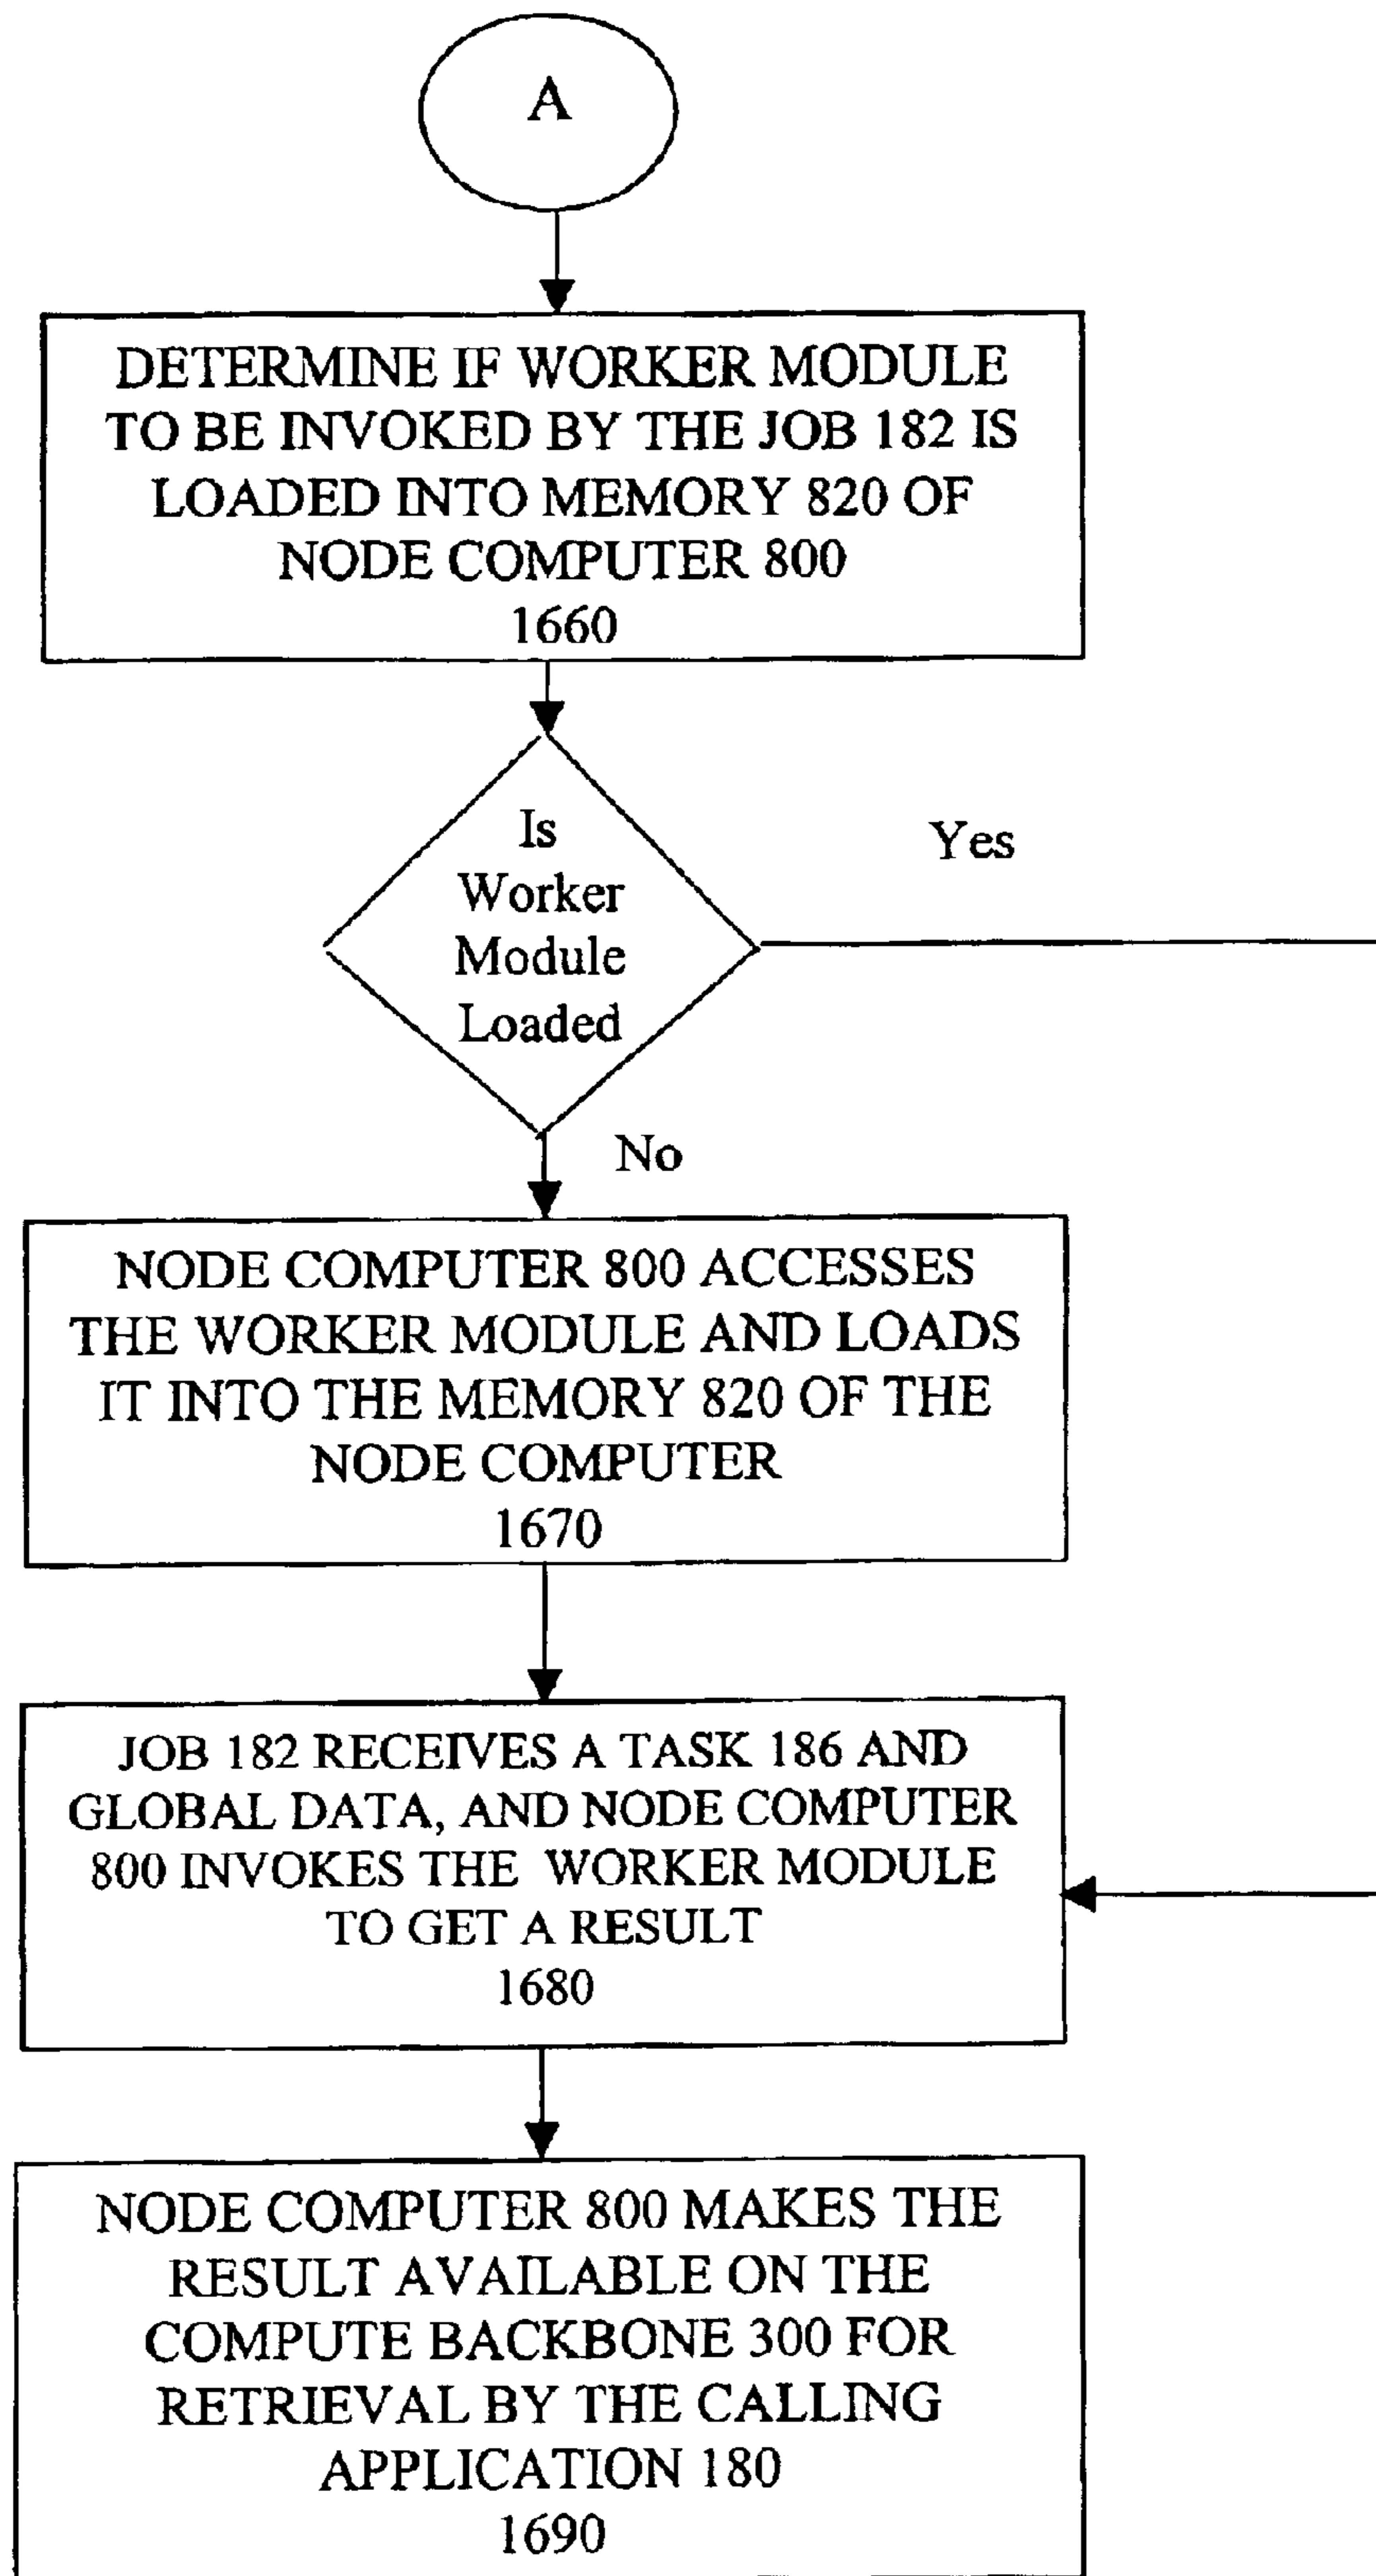 A
DETERMINE IF WORKER MODULE
TO BE INVOKED BY THE JOB 182 IS
LOADED INTO MEMORY 820 OF
NODE COMPUTER 800
1660
Is
Worker
Module
Loaded
Yes
No
NODE COMPUTER 800 ACCESSES
THE WORKER MODULE AND LOADS
IT INTO THE MEMORY 820 OF THE
NODE COMPUTER
1670
JOB 182 RECEIVES A TASK 186 AND
GLOBAL DATA, AND NODE COMPUTER
800 INVOKES THE WORKER MODULE
TO GET A RESULT
1680
NODE COMPUTER 800 MAKES THE
RESULT AVAILABLE ON THE
COMPUTE BACKBONE 300 FOR
RETRIEVAL BY THE CALLING
APPLICATION 180
1690